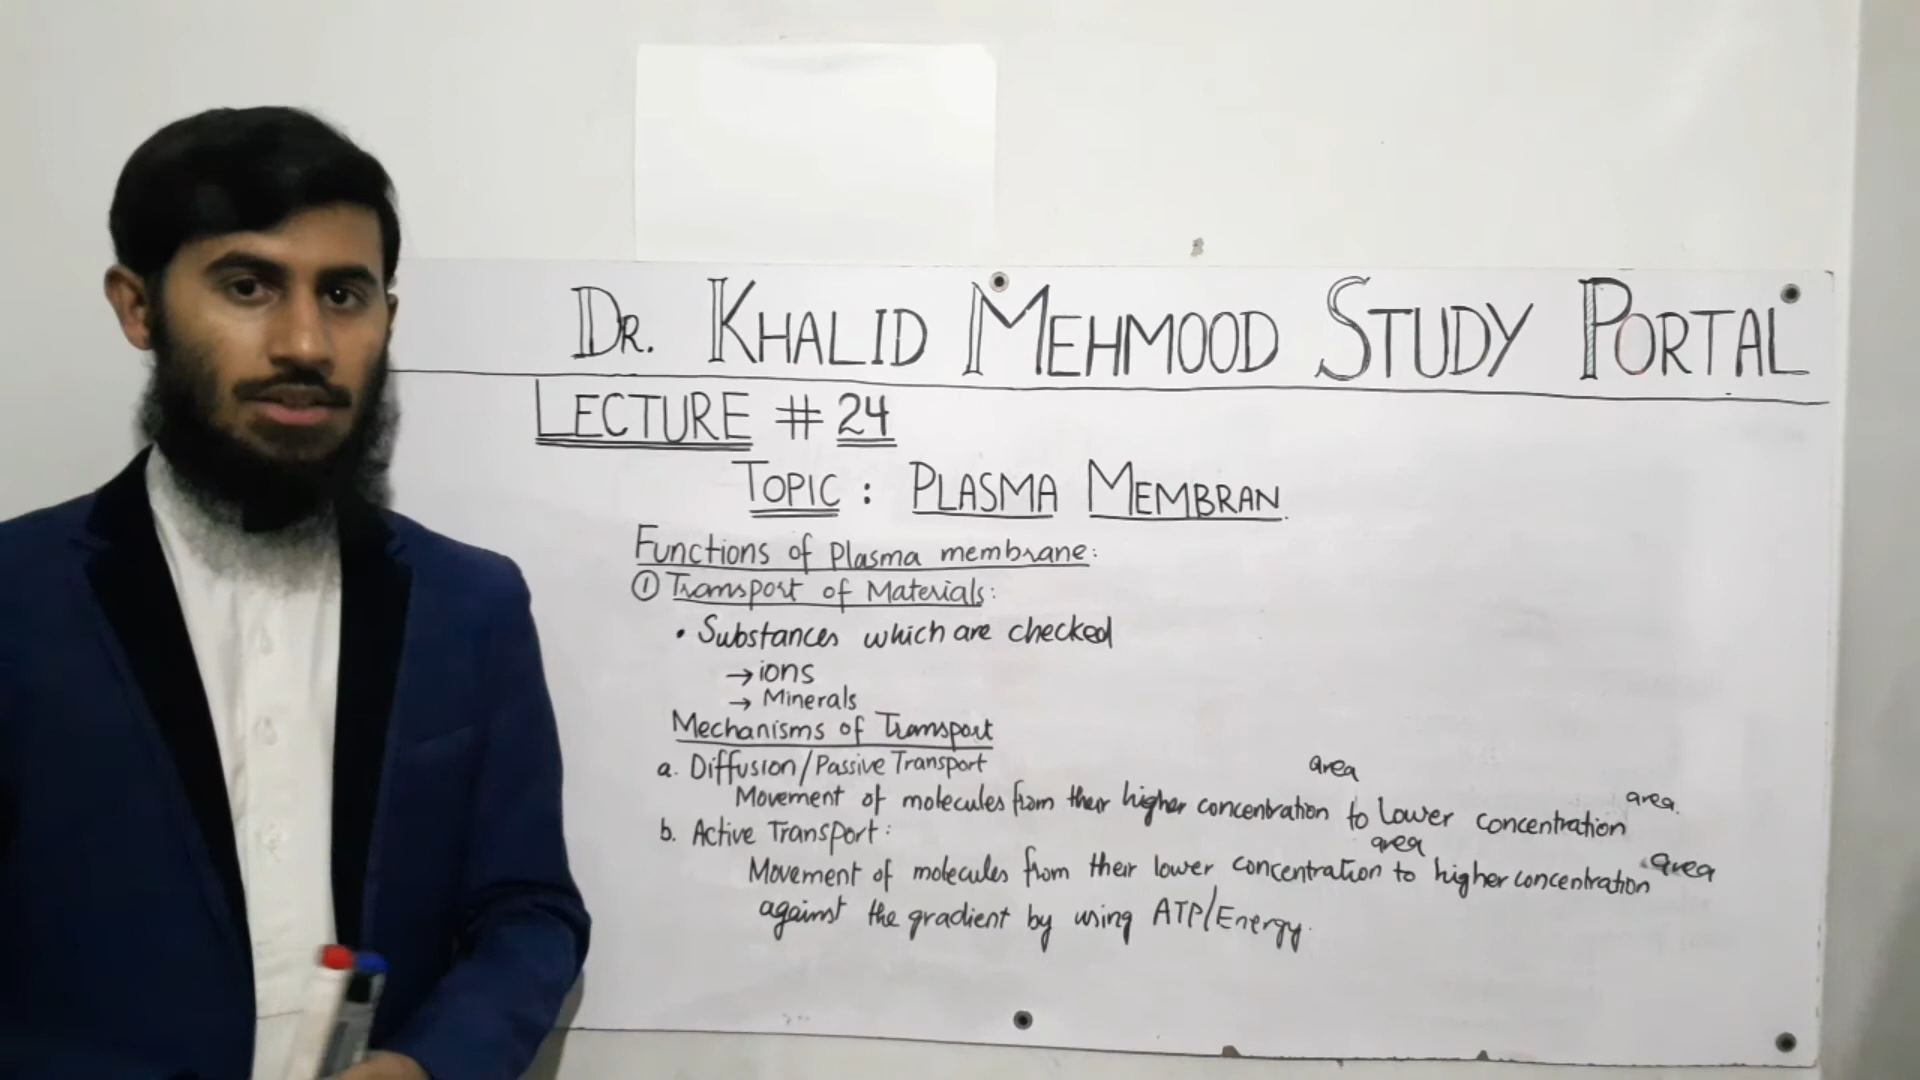 DR. KHALID MEHMOOD STUDY PORTAL
LECTURE # 24
TOPIC : PLASMA MEMBRAN
Functions of Plasma membrane:
① Transport of Materials:
• Substances which are checked
→ ions
→ Minerals
Mechanisms of Transport
a. Diffusion/Passive Transport
Movement of molecules from their higher concentration area to lower concentration area.
b. Active Transport:
Movement of molecules from their lower concentration area to higher concentration area
against the gradient by using ATP/Energy.